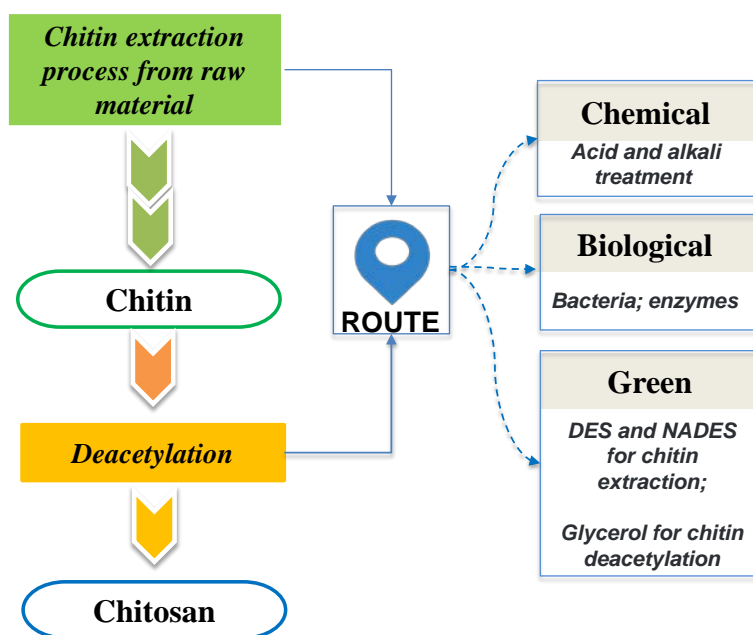 Chitin extraction
process from raw
material
Chitin
Deacetylation
Chitosan
ROUTE
Chemical
Acid and alkali
treatment
Biological
Bacteria; enzymes
Green
DES and NADES
for chitin
extraction;
Glycerol for chitin
deacetylation